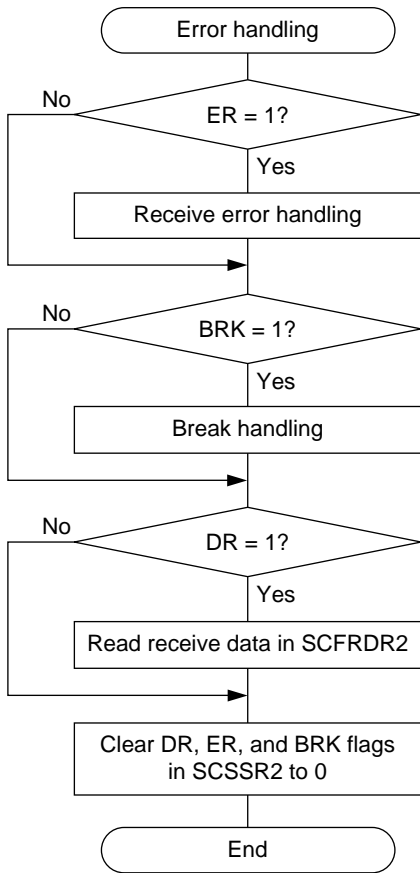 Error handling
No
ER = 1?
Yes
Receive error handling
No
BRK = 1?
Yes
Break handling
No
DR = 1?
Yes
Read receive data in SCFRDR2
Clear DR, ER, and BRK flags
in SCSSR2 to 0
End